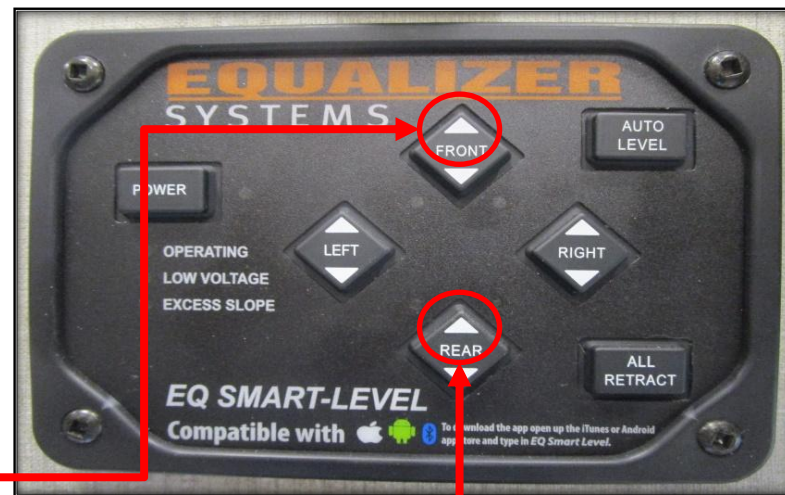 EQUALIZER
SYSTEMS
FRONT
AUTO
LEVEL
POWER
LEFT
RIGHT
OPERATING
LOW VOLTAGE
EXCESS SLOPE
REAR
ALL
RETRACT
EQ SMART-LEVEL
Compatible with
To download the app open up the iTunes or Android
app store and type in EQ Smart Level.